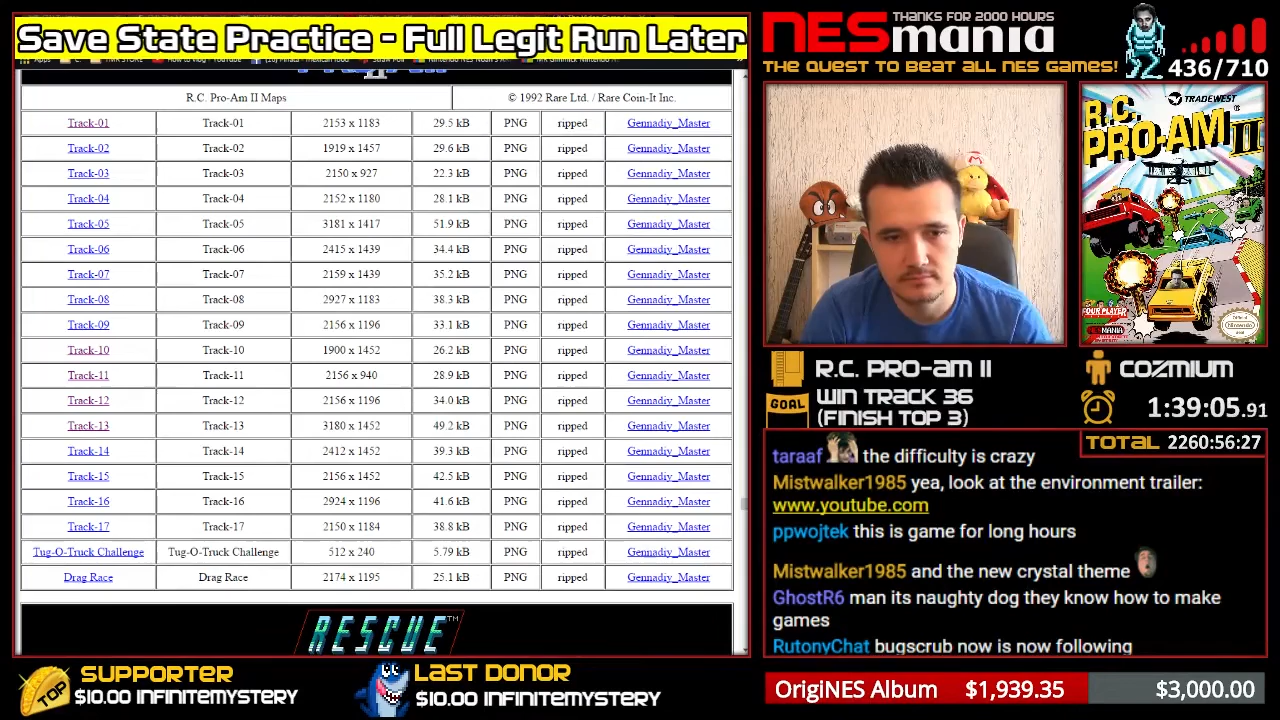 Save State Practice - Full Legit Run Later
R.C. Pro-Am II Maps © 1992 Rare Ltd. / Rare Coin-It Inc.
Track-01 Track-01 2153 x 1183 29.5 kB PNG ripped Gennadiy_Master
Track-02 Track-02 1919 x 1457 29.6 kB PNG ripped Gennadiy_Master
Track-03 Track-03 2150 x 927 22.3 kB PNG ripped Gennadiy_Master
Track-04 Track-04 2152 x 1180 28.1 kB PNG ripped Gennadiy_Master
Track-05 Track-05 3181 x 1417 51.9 kB PNG ripped Gennadiy_Master
Track-06 Track-06 2415 x 1439 34.4 kB PNG ripped Gennadiy_Master
Track-07 Track-07 2159 x 1439 35.2 kB PNG ripped Gennadiy_Master
Track-08 Track-08 2927 x 1183 38.3 kB PNG ripped Gennadiy_Master
Track-09 Track-09 2156 x 1196 33.1 kB PNG ripped Gennadiy_Master
Track-10 Track-10 1900 x 1452 26.2 kB PNG ripped Gennadiy_Master
Track-11 Track-11 2156 x 940 28.9 kB PNG ripped Gennadiy_Master
Track-12 Track-12 2156 x 1196 34.0 kB PNG ripped Gennadiy_Master
Track-13 Track-13 3180 x 1452 49.2 kB PNG ripped Gennadiy_Master
Track-14 Track-14 2412 x 1452 39.3 kB PNG ripped Gennadiy_Master
Track-15 Track-15 2156 x 1452 42.5 kB PNG ripped Gennadiy_Master
Track-16 Track-16 2924 x 1196 41.6 kB PNG ripped Gennadiy_Master
Track-17 Track-17 2150 x 1184 38.8 kB PNG ripped Gennadiy_Master
Tug-O-Truck Challenge Tug-O-Truck Challenge 512 x 240 5.79 kB PNG ripped Gennadiy_Master
Drag Race Drag Race 2174 x 1195 25.1 kB PNG ripped Gennadiy_Master
RESCUE™
TOP
SUPPORTER
$10.00 INFINITEMYSTERY
LAST DONOR
$10.00 INFINITEMYSTERY
NESmania
THANKS FOR 2000 HOURS
THE QUEST TO BEAT ALL NES GAMES!
436/710
TRADEWEST
R.C.
PRO-AM II
FOUR PLAYER
R.C. PRO-AM II
GOAL
WIN TRACK 36
(FINISH TOP 3)
COZMIUM
1:39:05.91
TOTAL 2260:56:27
taraaf the difficulty is crazy
Mistwalker1985 yea, look at the environment trailer:
www.youtube.com
ppwojtek this is game for long hours
Mistwalker1985 and the new crystal theme
GhostR6 man its naughty dog they know how to make
games
RutonyChat bugscrub now is now following
OrigiNES Album $1,939.35 $3,000.00